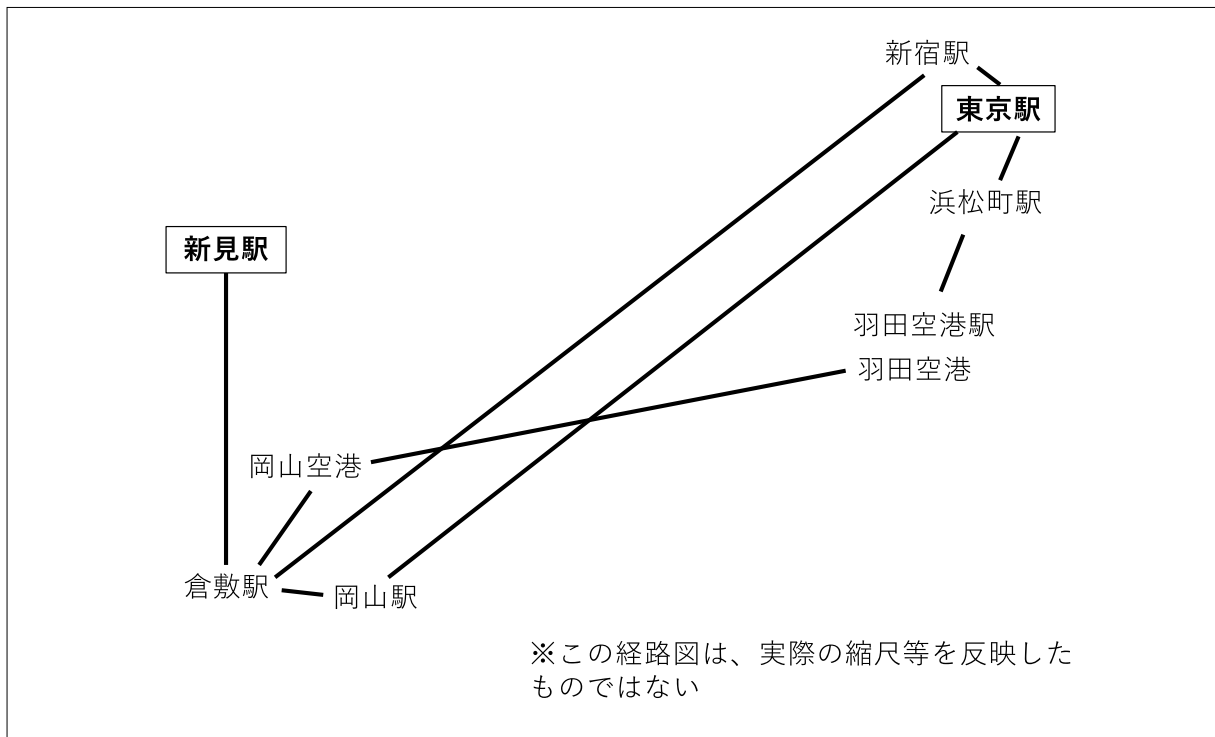 新宿駅
東京駅
浜松町駅
新見駅
羽田空港駅
羽田空港
岡山空港
倉敷駅
岡山駅
※この経路図は、実際の縮尺等を反映した
ものではない